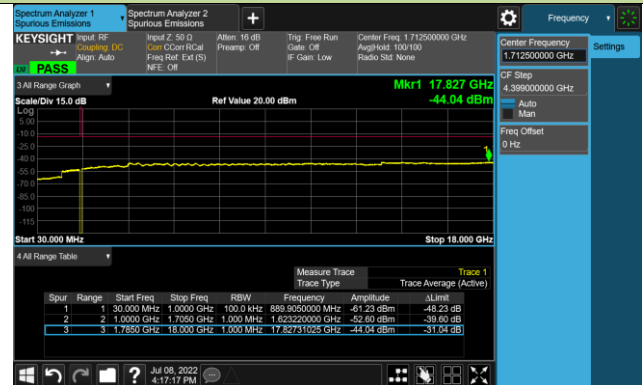 Spectrum Analyzer 1
Spurious Emissions
Spectrum Analyzer 2
Spurious Emissions
Frequency
KEYSIGHT
Input: RF
Coupling: DC
Align: Auto
Input Z: 50 Ω
Corr CCorr RCal
Freq Ref: Ext (S)
NFE: Off
Atten: 16 dB
Preamp: Off
Trig: Free Run
Gate: Off
IF Gain: Low
Center Freq: 1.712500000 GHz
Avg|Hold: 100/100
Radio Std: None
PASS
3 All Range Graph
Mkr1 17.827 GHz
Scale/Div 15.0 dB
Ref Value 20.00 dBm
-44.04 dBm
Log
5.00
-10.0
-25.0
-40.0
-55.0
-70.0
-85.0
-100
-115
1
Start 30.000 MHz
Stop 18.000 GHz
4 All Range Table
Measure Trace Trace 1
Trace Type Trace Average (Active)
Spur Range Start Freq Stop Freq RBW Frequency Amplitude ΔLimit
1 1 30.000 MHz 1.0000 GHz 100.0 kHz 889.9050000 MHz -61.23 dBm -48.23 dB
2 2 1.0000 GHz 1.7050 GHz 1.000 MHz 1.623220000 GHz -52.60 dBm -39.60 dB
3 3 1.7850 GHz 18.000 GHz 1.000 MHz 17.82731025 GHz -44.04 dBm -31.04 dB
Center Frequency
1.712500000 GHz
Settings
CF Step
4.399000000 GHz
Auto
Man
Freq Offset
0 Hz
Jul 08, 2022
4:17:17 PM